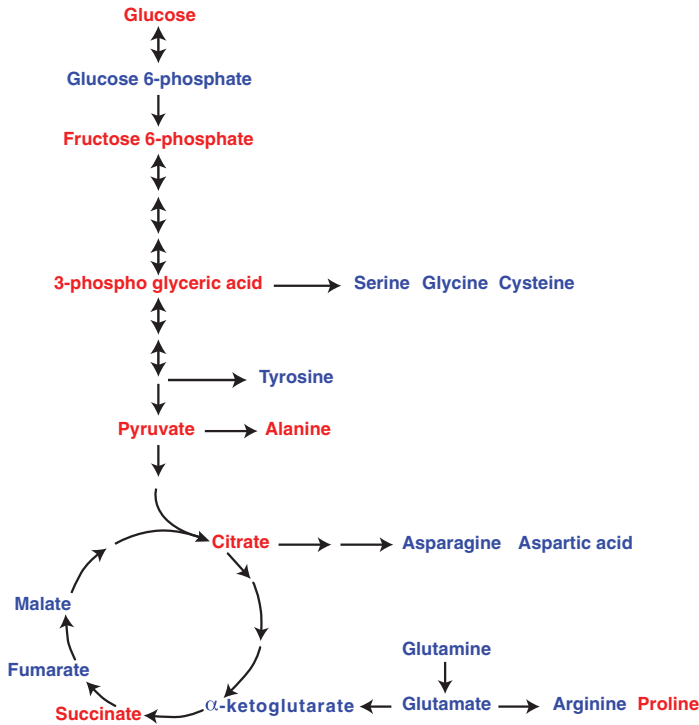 Glucose
Glucose 6-phosphate
Fructose 6-phosphate
3-phospho glyceric acid Serine Glycine Cysteine
Tyrosine
Pyruvate Alanine
Citrate Asparagine Aspartic acid
Malate
Glutamine
Fumarate
α-ketoglutarate Glutamate Arginine Proline
Succinate